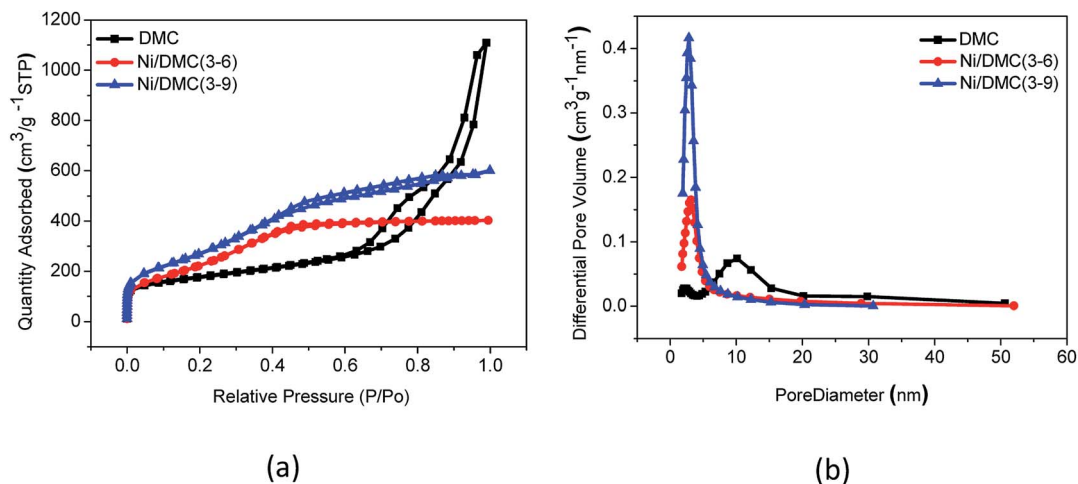 1200
1000
800
600
400
200
0
0.0 0.2 0.4 0.6 0.8 1.0
Quantity Adsorbed (cm³/g ⁻¹STP)
Relative Pressure (P/Po)
DMC
Ni/DMC(3-6)
Ni/DMC(3-9)
(a)
0.4
0.3
0.2
0.1
0.0
0 10 20 30 40 50 60
Differential Pore Volume (cm³g⁻¹nm⁻¹)
PoreDiameter (nm)
DMC
Ni/DMC(3-6)
Ni/DMC(3-9)
(b)